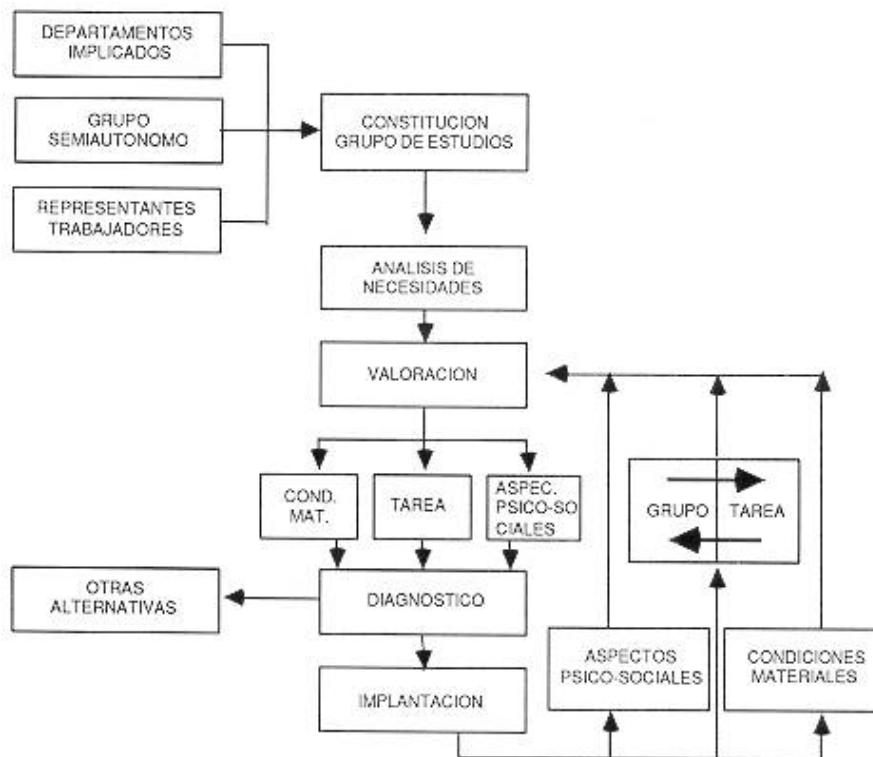 DEPARTAMENTOS
IMPLICADOS
GRUPO
SEMIAUTONOMO
REPRESENTANTES
TRABAJADORES
CONSTITUCION
GRUPO DE ESTUDIOS
ANALISIS DE
NECESIDADES
VALORACION
COND.
MAT.
TAREA
ASPEC.
PSICO-SO
CIALES
GRUPO
TAREA
OTRAS
ALTERNATIVAS
DIAGNOSTICO
ASPECTOS
PSICO-SOCIALES
CONDICIONES
MATERIALES
IMPLANTACION